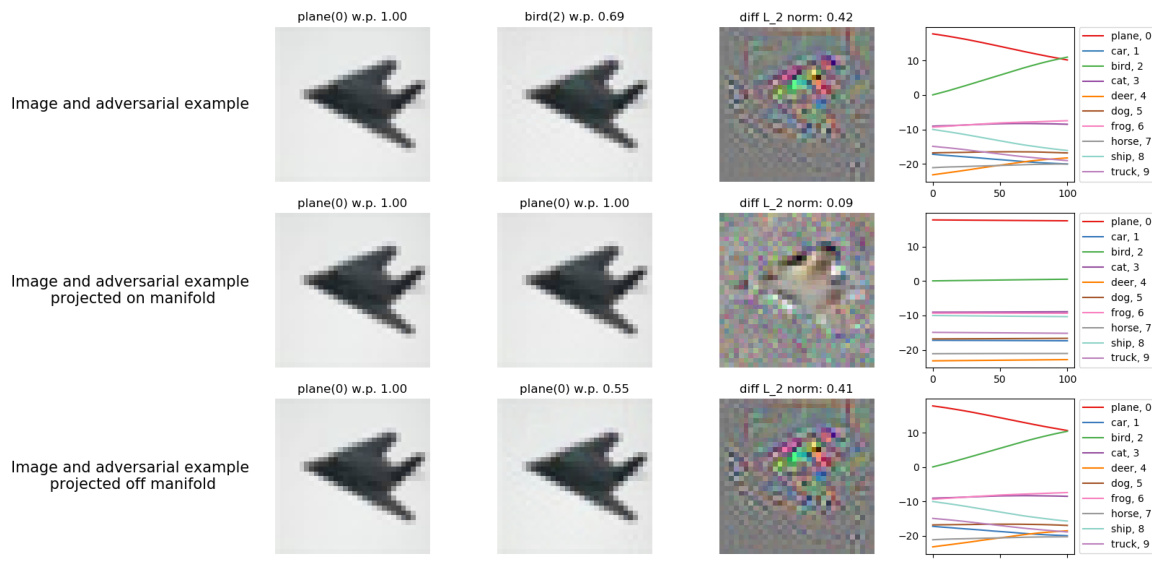 plane(0) w.p. 1.00
bird(2) w.p. 0.69
diff L_2 norm: 0.42
Image and adversarial example
10
0
−10
−20
0
50
100
plane, 0
car, 1
bird, 2
cat, 3
deer, 4
dog, 5
frog, 6
horse, 7
ship, 8
truck, 9
plane(0) w.p. 1.00
plane(0) w.p. 1.00
diff L_2 norm: 0.09
Image and adversarial example
projected on manifold
10
0
−10
−20
0
50
100
plane, 0
car, 1
bird, 2
cat, 3
deer, 4
dog, 5
frog, 6
horse, 7
ship, 8
truck, 9
plane(0) w.p. 1.00
plane(0) w.p. 0.55
diff L_2 norm: 0.41
Image and adversarial example
projected off manifold
10
0
−10
−20
plane, 0
car, 1
bird, 2
cat, 3
deer, 4
dog, 5
frog, 6
horse, 7
ship, 8
truck, 9